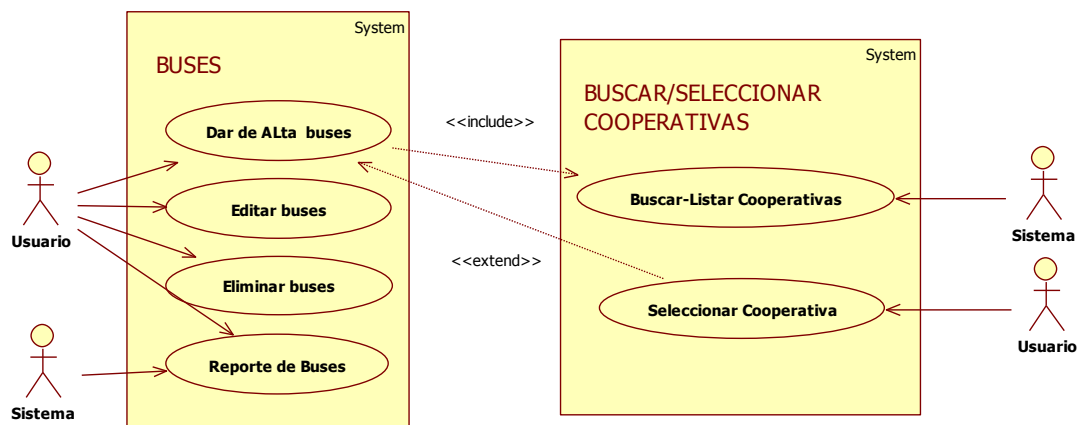 System
BUSES
Dar de ALta buses
Editar buses
Eliminar buses
Reporte de Buses
Usuario
Sistema
<<include>>
<<extend>>
System
BUSCAR/SELECCIONAR
COOPERATIVAS
Buscar-Listar Cooperativas
Seleccionar Cooperativa
Sistema
Usuario